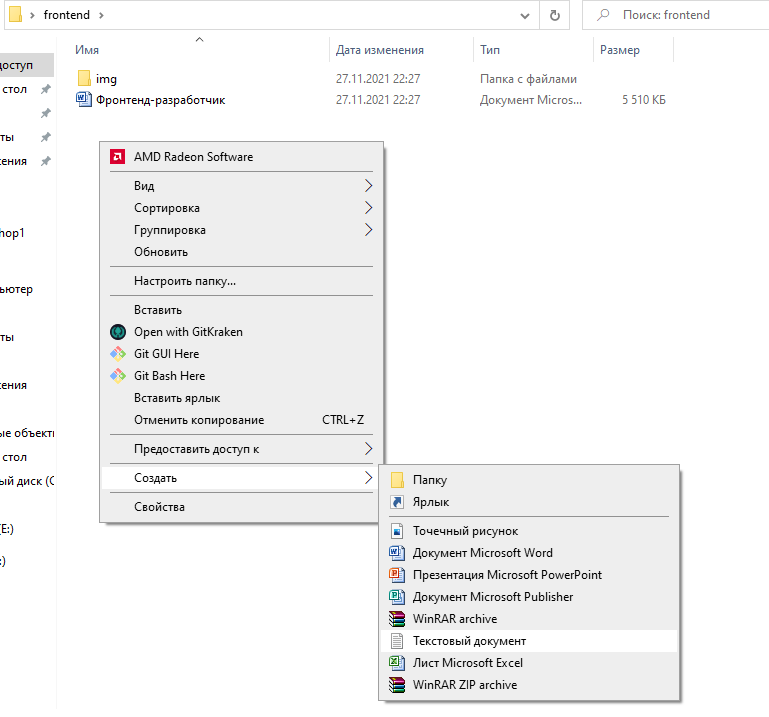 frontend
Поиск: frontend
Имя
Дата изменения
Тип
Размер
img
27.11.2021 22:27
Папка с файлами
Фронтенд-разработчик
27.11.2021 22:27
Документ Micros...
5 510 КБ
доступ
стол
ты
сения
hop1
ьютер
ты
сения
ые объекты
стол
ый диск (C
(E:)
:)
AMD Radeon Software
Вид
Сортировка
Группировка
Обновить
Настроить папку...
Вставить
Open with GitKraken
Git GUI Here
Git Bash Here
Вставить ярлык
Отменить копирование CTRL+Z
Предоставить доступ к
Создать
Свойства
Папку
Ярлык
Точечный рисунок
Документ Microsoft Word
Презентация Microsoft PowerPoint
Документ Microsoft Publisher
WinRAR archive
Текстовый документ
Лист Microsoft Excel
WinRAR ZIP archive